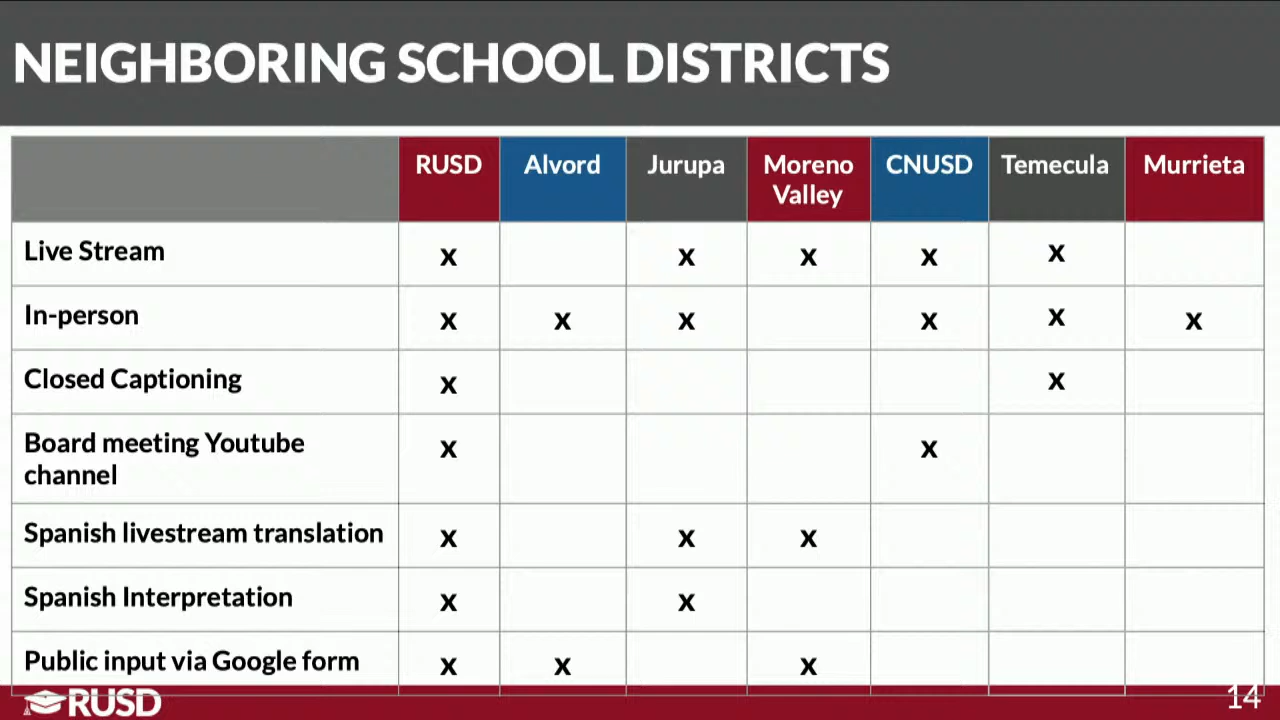 NEIGHBORING SCHOOL DISTRICTS
RUSD Alvord Jurupa Moreno Valley CNUSD Temecula Murrieta
Live Stream x x x x x
In-person x x x x x x
Closed Captioning x x
Board meeting Youtube
channel x x
Spanish livestream translation x x x
Spanish Interpretation x x
Public input via Google form x x x
RUSD 14